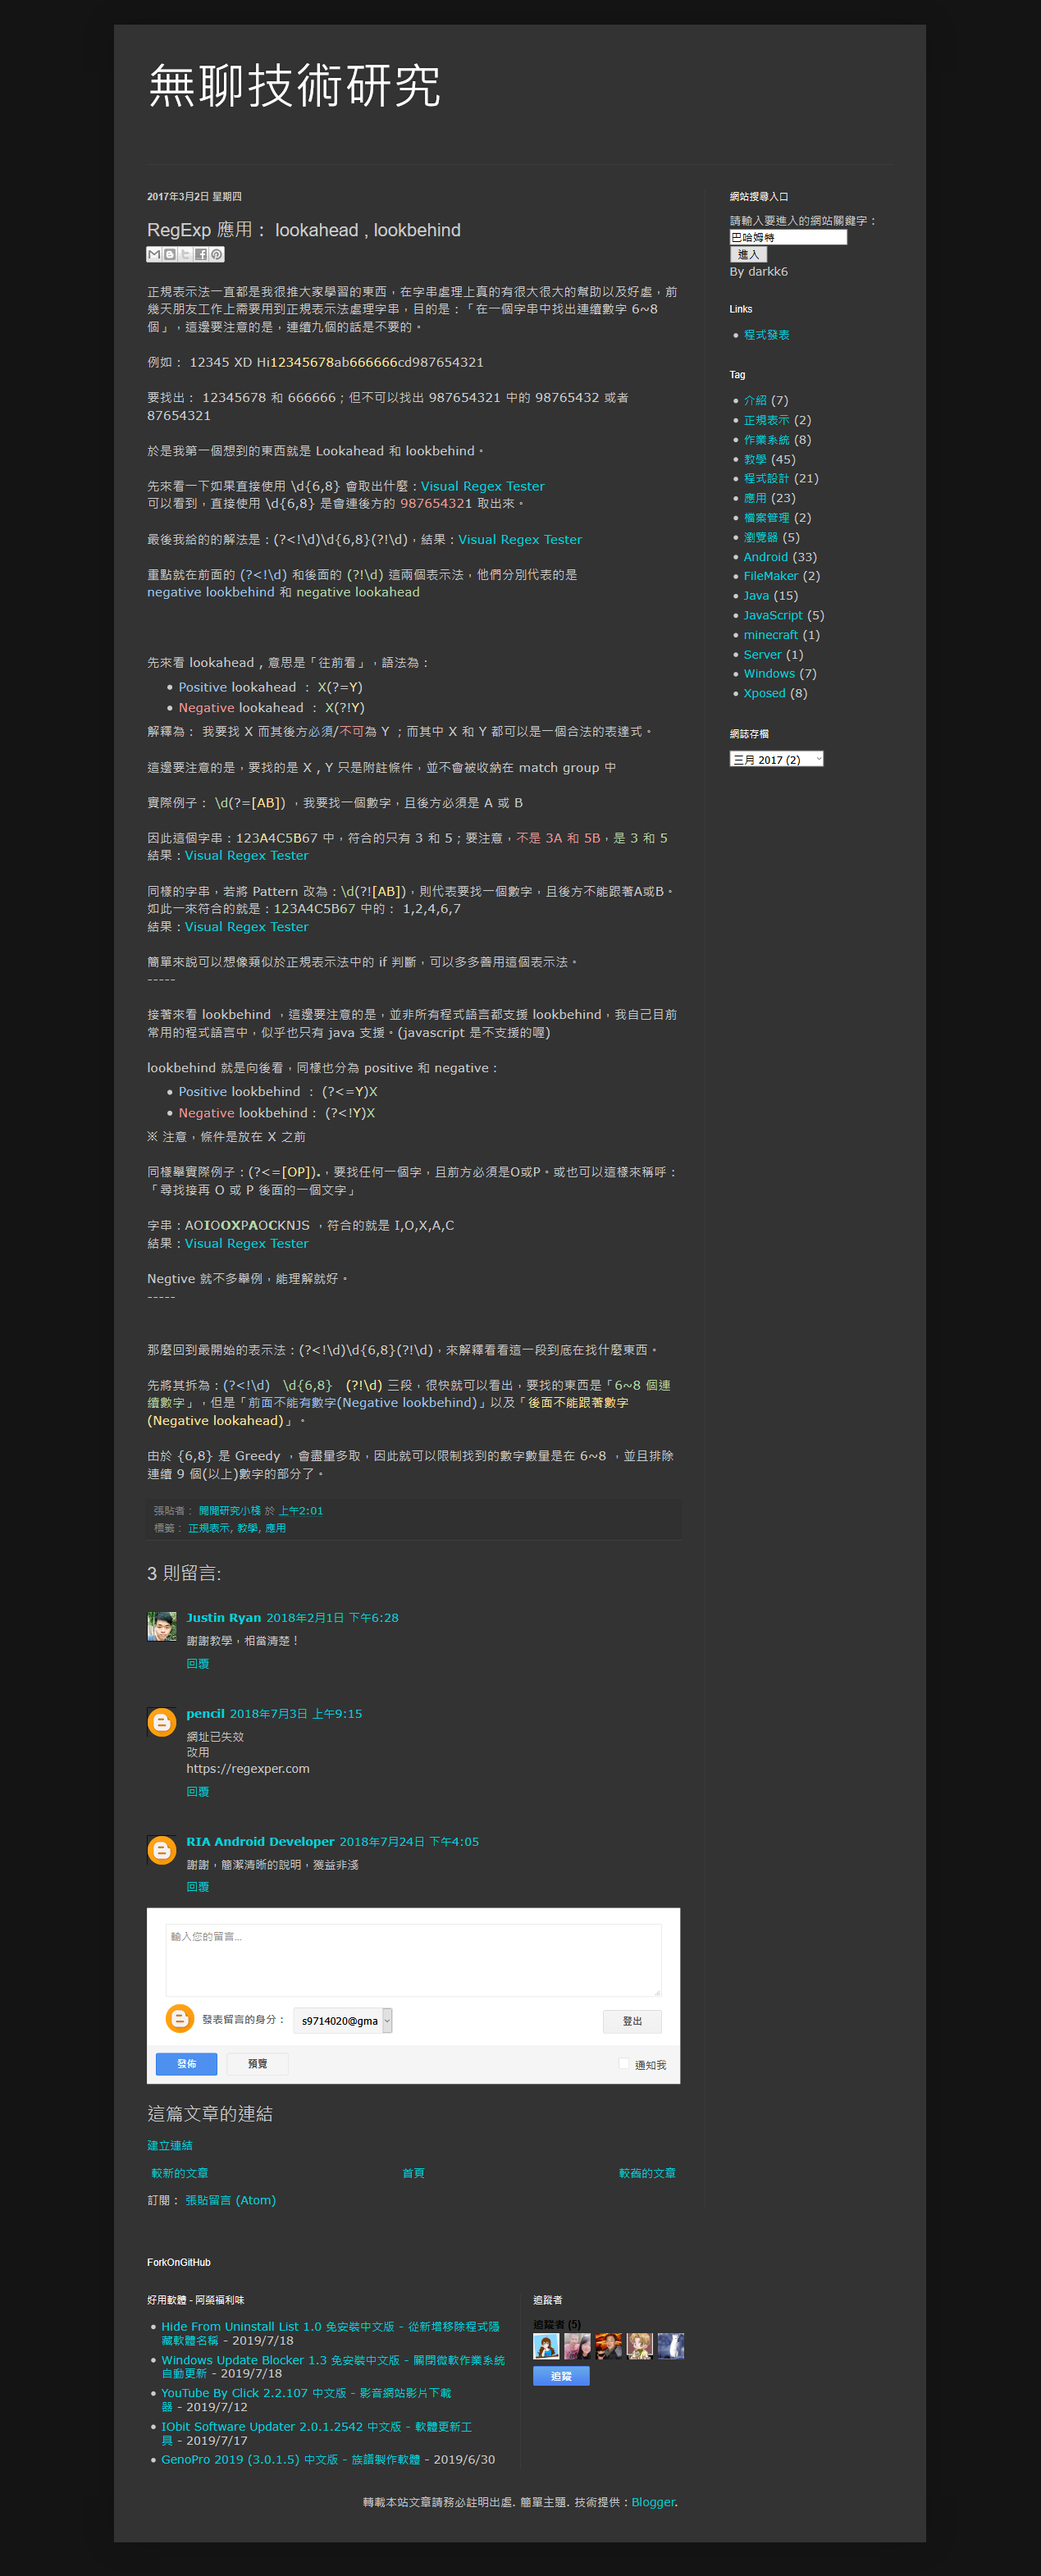 無聊技術研究
2017年3月2日 星期四
RegExp 應用： lookahead , lookbehind
正規表示法一直都是我很推大家學習的東西，在字串處理上真的有很大很大的幫助以及好處，前
幾天朋友工作上需要用到正規表示法處理字串，目的是：「在一個字串中找出連續數字 6~8
個」，這邊要注意的是，連續九個的話是不要的。
例如： 12345 XD Hi12345678ab666666cd987654321
要找出： 12345678 和 666666；但不可以找出 987654321 中的 98765432 或者
87654321
於是我第一個想到的東西就是 Lookahead 和 lookbehind。
先來看一下如果直接使用 \d{6,8} 會取出什麼：Visual Regex Tester
可以看到，直接使用 \d{6,8} 是會連後方的 987654321 取出來。
最後我給的的解法是：(?<!\d)\d{6,8}(?!\d)，結果：Visual Regex Tester
重點就在前面的 (?<!\d) 和後面的 (?!\d) 這兩個表示法，他們分別代表的是
negative lookbehind 和 negative lookahead
先來看 lookahead , 意思是「往前看」，語法為：
• Positive lookahead ： X(?=Y)
• Negative lookahead ： X(?!Y)
解釋為： 我要找 X 而其後方必須/不可為 Y ；而其中 X 和 Y 都可以是一個合法的表達式。
這邊要注意的是，要找的是 X , Y 只是附註條件，並不會被收納在 match group 中
實際例子： \d(?=[AB]) ，我要找一個數字，且後方必須是 A 或 B
因此這個字串：123A4C5B67 中，符合的只有 3 和 5；要注意，不是 3A 和 5B，是 3 和 5
結果：Visual Regex Tester
同樣的字串，若將 Pattern 改為：\d(?![AB])，則代表要找一個數字，且後方不能跟著A或B。
如此一來符合的就是：123A4C5B67 中的： 1,2,4,6,7
結果：Visual Regex Tester
簡單來說可以想像類似於正規表示法中的 if 判斷，可以多多善用這個表示法。
-----
接著來看 lookbehind ，這邊要注意的是，並非所有程式語言都支援 lookbehind，我自己目前
常用的程式語言中，似乎也只有 java 支援。(javascript 是不支援的喔)
lookbehind 就是向後看，同樣也分為 positive 和 negative：
• Positive lookbehind ： (?<=Y)X
• Negative lookbehind： (?<!Y)X
※ 注意，條件是放在 X 之前
同樣舉實際例子：(?<=[OP]).，要找任何一個字，且前方必須是O或P。或也可以這樣來稱呼：
「尋找接再 O 或 P 後面的一個文字」
字串：AOIOOXPAOCKNJS ，符合的就是 I,O,X,A,C
結果：Visual Regex Tester
Negtive 就不多舉例，能理解就好。
-----
那麼回到最開始的表示法：(?<!\d)\d{6,8}(?!\d)，來解釋看看這一段到底在找什麼東西。
先將其拆為：(?<!\d) \d{6,8} (?!\d) 三段，很快就可以看出，要找的東西是「6~8 個連
續數字」，但是「前面不能有數字(Negative lookbehind)」以及「後面不能跟著數字
(Negative lookahead)」。
由於 {6,8} 是 Greedy ，會盡量多取，因此就可以限制找到的數字數量是在 6~8 ，並且排除
連續 9 個(以上)數字的部分了。
張貼者： 閒閒研究小棧 於 上午2:01
標籤： 正規表示, 教學, 應用
3 則留言:
Justin Ryan 2018年2月1日 下午6:28
謝謝教學，相當清楚！
回覆
pencil 2018年7月3日 上午9:15
網址已失效
改用
https://regexper.com
回覆
RIA Android Developer 2018年7月24日 下午4:05
謝謝，簡潔清晰的說明，獲益非淺
回覆
輸入您的留言...
發表留言的身分： s9714020@gma 登出
發佈 預覽 通知我
這篇文章的連結
建立連結
較新的文章 首頁 較舊的文章
訂閱： 張貼留言 (Atom)
網站搜尋入口
請輸入要進入的網站關鍵字：
巴哈姆特
進入
By darkk6
Links
• 程式發表
Tag
• 介紹 (7)
• 正規表示 (2)
• 作業系統 (8)
• 教學 (45)
• 程式設計 (21)
• 應用 (23)
• 檔案管理 (2)
• 瀏覽器 (5)
• Android (33)
• FileMaker (2)
• Java (15)
• JavaScript (5)
• minecraft (1)
• Server (1)
• Windows (7)
• Xposed (8)
網誌存檔
三月 2017 (2)
ForkOnGitHub
好用軟體 - 阿榮福利味
• Hide From Uninstall List 1.0 免安裝中文版 - 從新增移除程式隱
藏軟體名稱 - 2019/7/18
• Windows Update Blocker 1.3 免安裝中文版 - 關閉微軟作業系統
自動更新 - 2019/7/18
• YouTube By Click 2.2.107 中文版 - 影音網站影片下載
器 - 2019/7/12
• IObit Software Updater 2.0.1.2542 中文版 - 軟體更新工
具 - 2019/7/17
• GenoPro 2019 (3.0.1.5) 中文版 - 族譜製作軟體 - 2019/6/30
追蹤者
追蹤者 (5)
追蹤
轉載本站文章請務必註明出處. 簡單主題. 技術提供：Blogger.